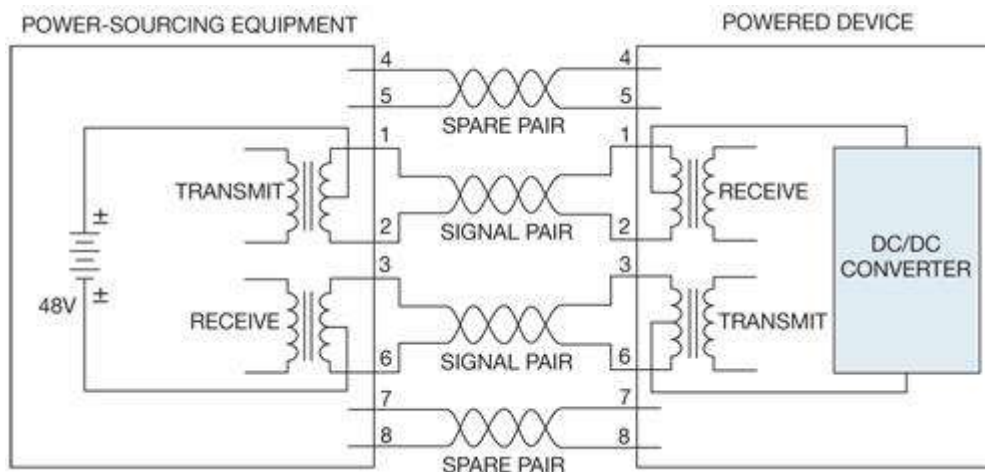 POWER-SOURCING EQUIPMENT
POWERED DEVICE
4
4
5
5
SPARE PAIR
1
1
±
TRANSMIT
RECEIVE
2
2
SIGNAL PAIR
DC/DC
CONVERTER
3
3
±
48V
RECEIVE
TRANSMIT
6
6
SIGNAL PAIR
7
7
8
8
SPARE PAIR